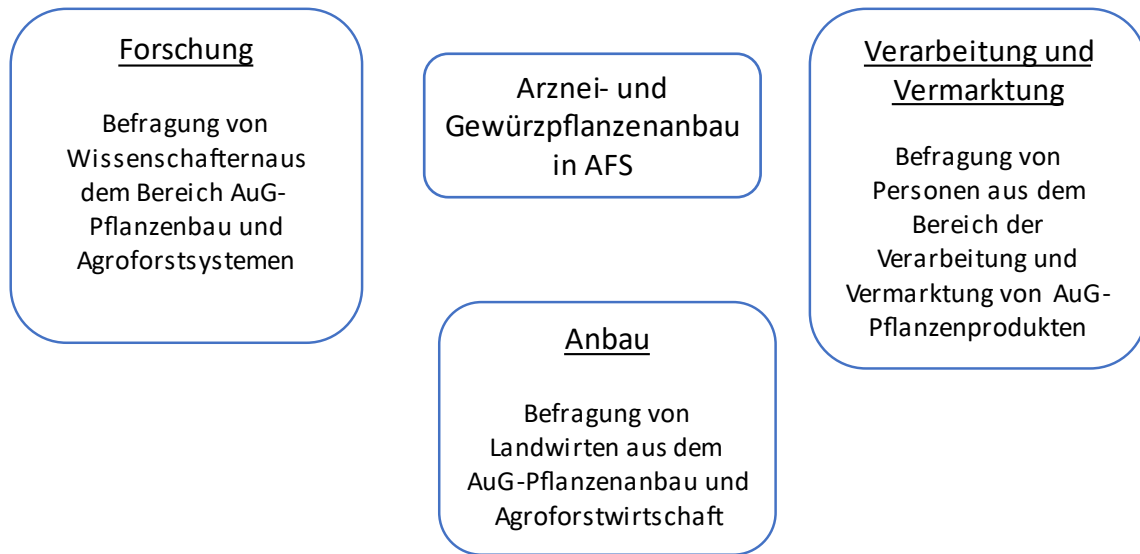 Forschung
Befragung von
Wissenschafternaus
dem Bereich AuG-
Pflanzenbau und
Agroforstsystemen
Arznei- und
Gewürzpflanzenanbau
in AFS
Verarbeitung und
Vermarktung
Befragung von
Personen aus dem
Bereich der
Verarbeitung und
Vermarktung von AuG-
Pflanzenprodukten
Anbau
Befragung von
Landwirten aus dem
AuG-Pflanzenanbau und
Agroforstwirtschaft